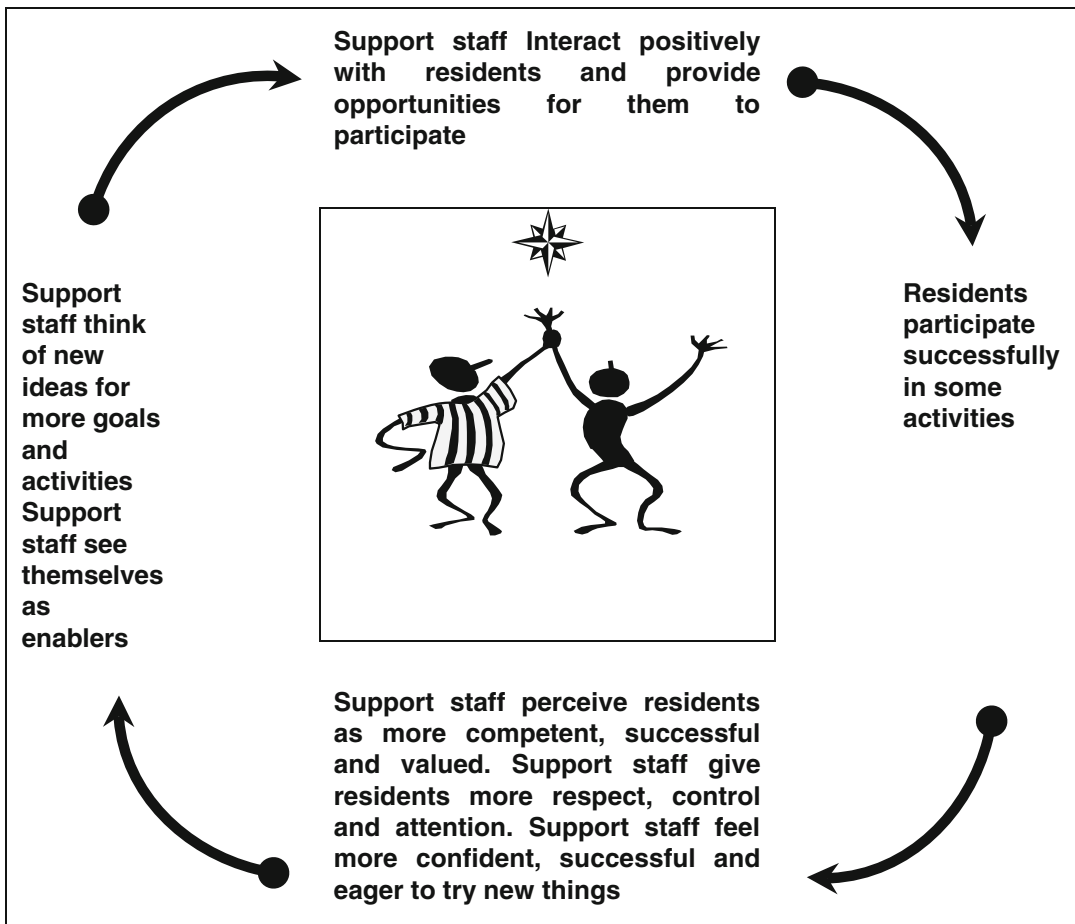 Support staff Interact positively
with residents and provide
opportunities for them to
participate
Residents
participate
successfully
in some
activities
Support staff perceive residents
as more competent, successful
and valued. Support staff give
residents more respect, control
and attention. Support staff feel
more confident, successful and
eager to try new things
Support
staff think
of new
ideas for
more goals
and
activities
Support
staff see
themselves
as
enablers